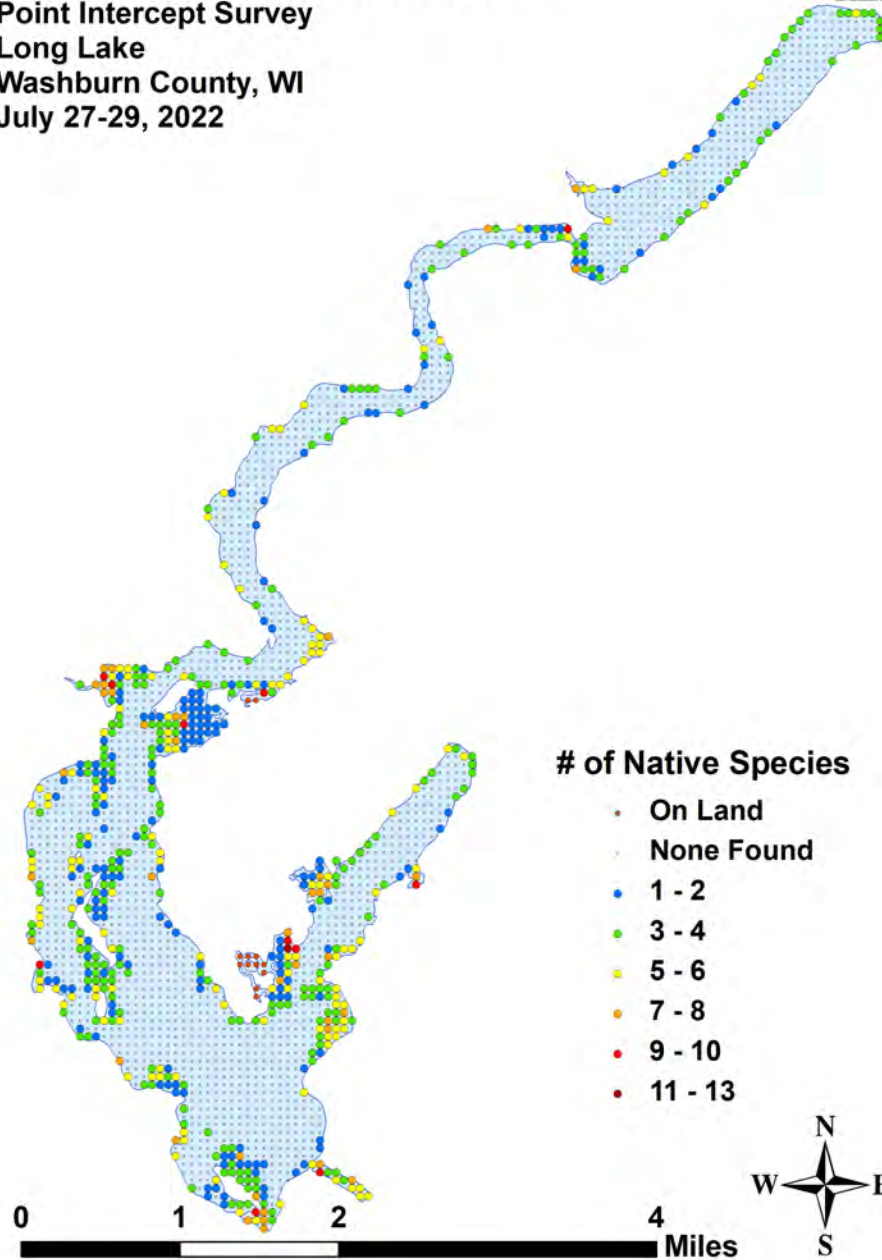 Point Intercept Survey
Long Lake
Washburn County, WI
July 27-29, 2022
# of Native Species
On Land
None Found
1 - 2
3 - 4
5 - 6
7 - 8
9 - 10
11 - 13
N
W E
S
0 1 2 4
Miles